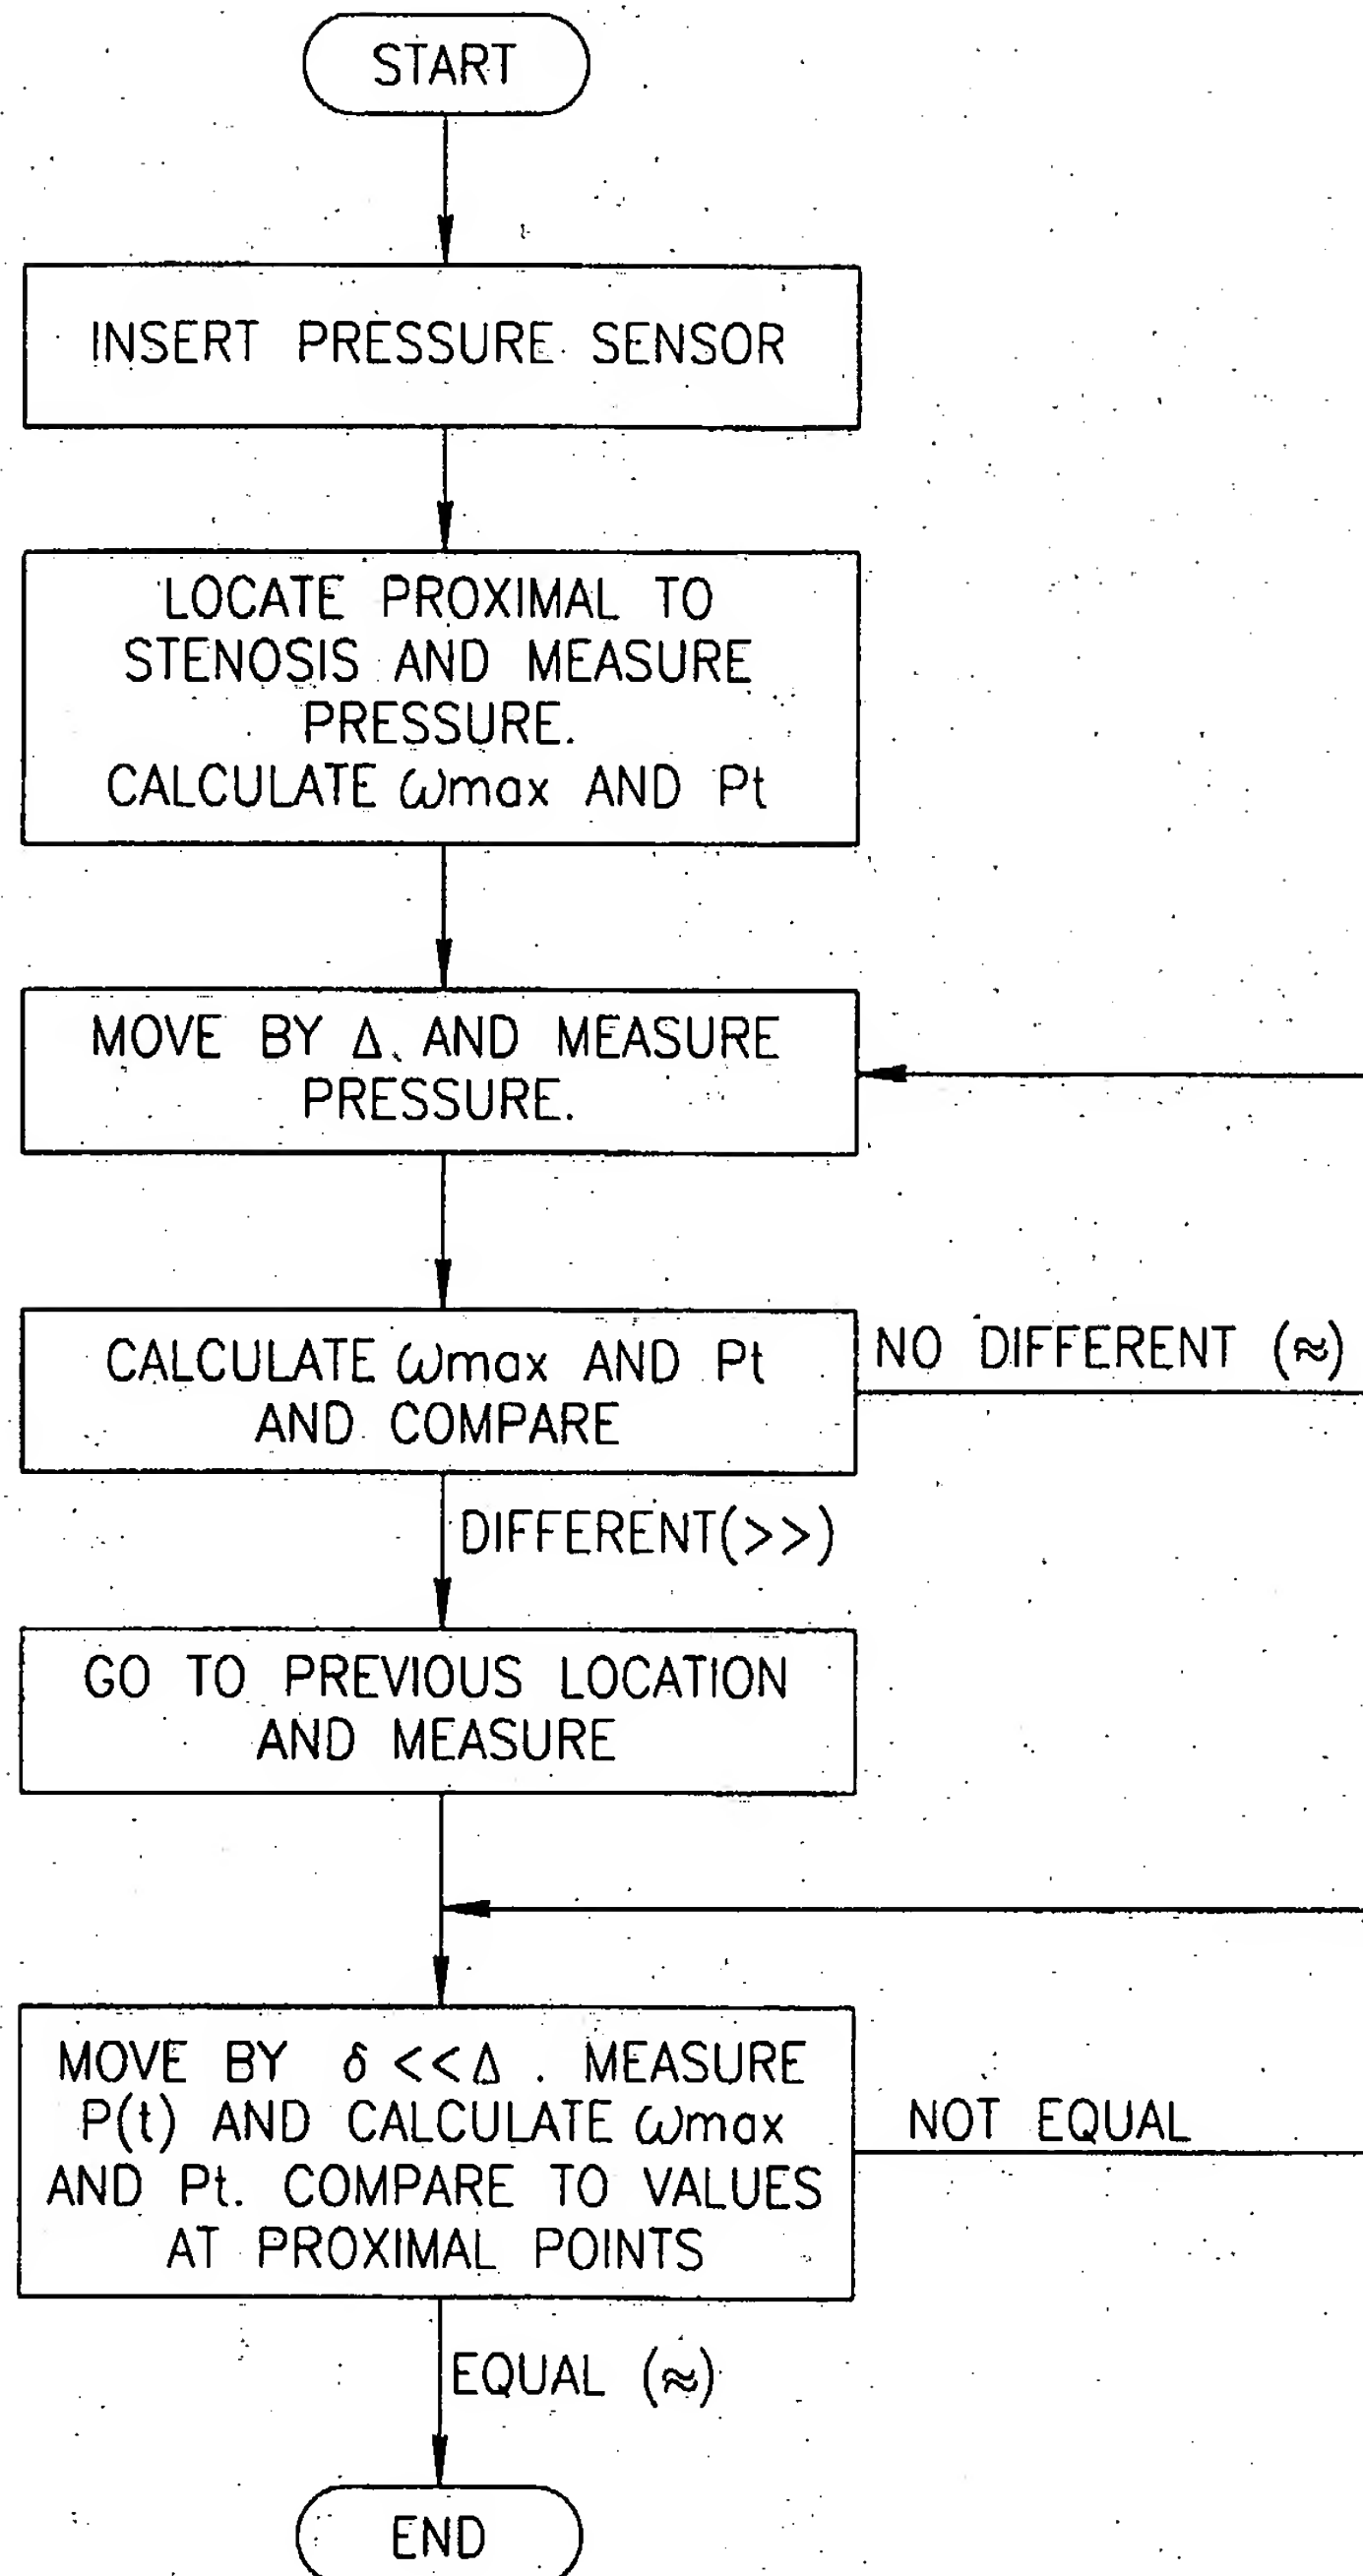 START
INSERT PRESSURE SENSOR
LOCATE PROXIMAL TO
STENOSIS AND MEASURE
PRESSURE.
CALCULATE ωmax AND Pt
MOVE BY Δ AND MEASURE
PRESSURE.
CALCULATE ωmax AND Pt
AND COMPARE
NO DIFFERENT (≈)
DIFFERENT(>>)
GO TO PREVIOUS LOCATION
AND MEASURE
MOVE BY δ <<Δ . MEASURE
P(t) AND CALCULATE ωmax
AND Pt. COMPARE TO VALUES
AT PROXIMAL POINTS
NOT EQUAL
EQUAL (≈)
END